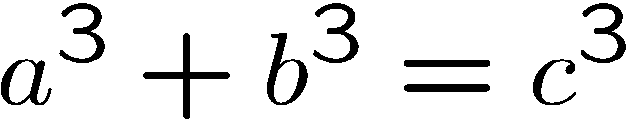 a³ + b³ = c³